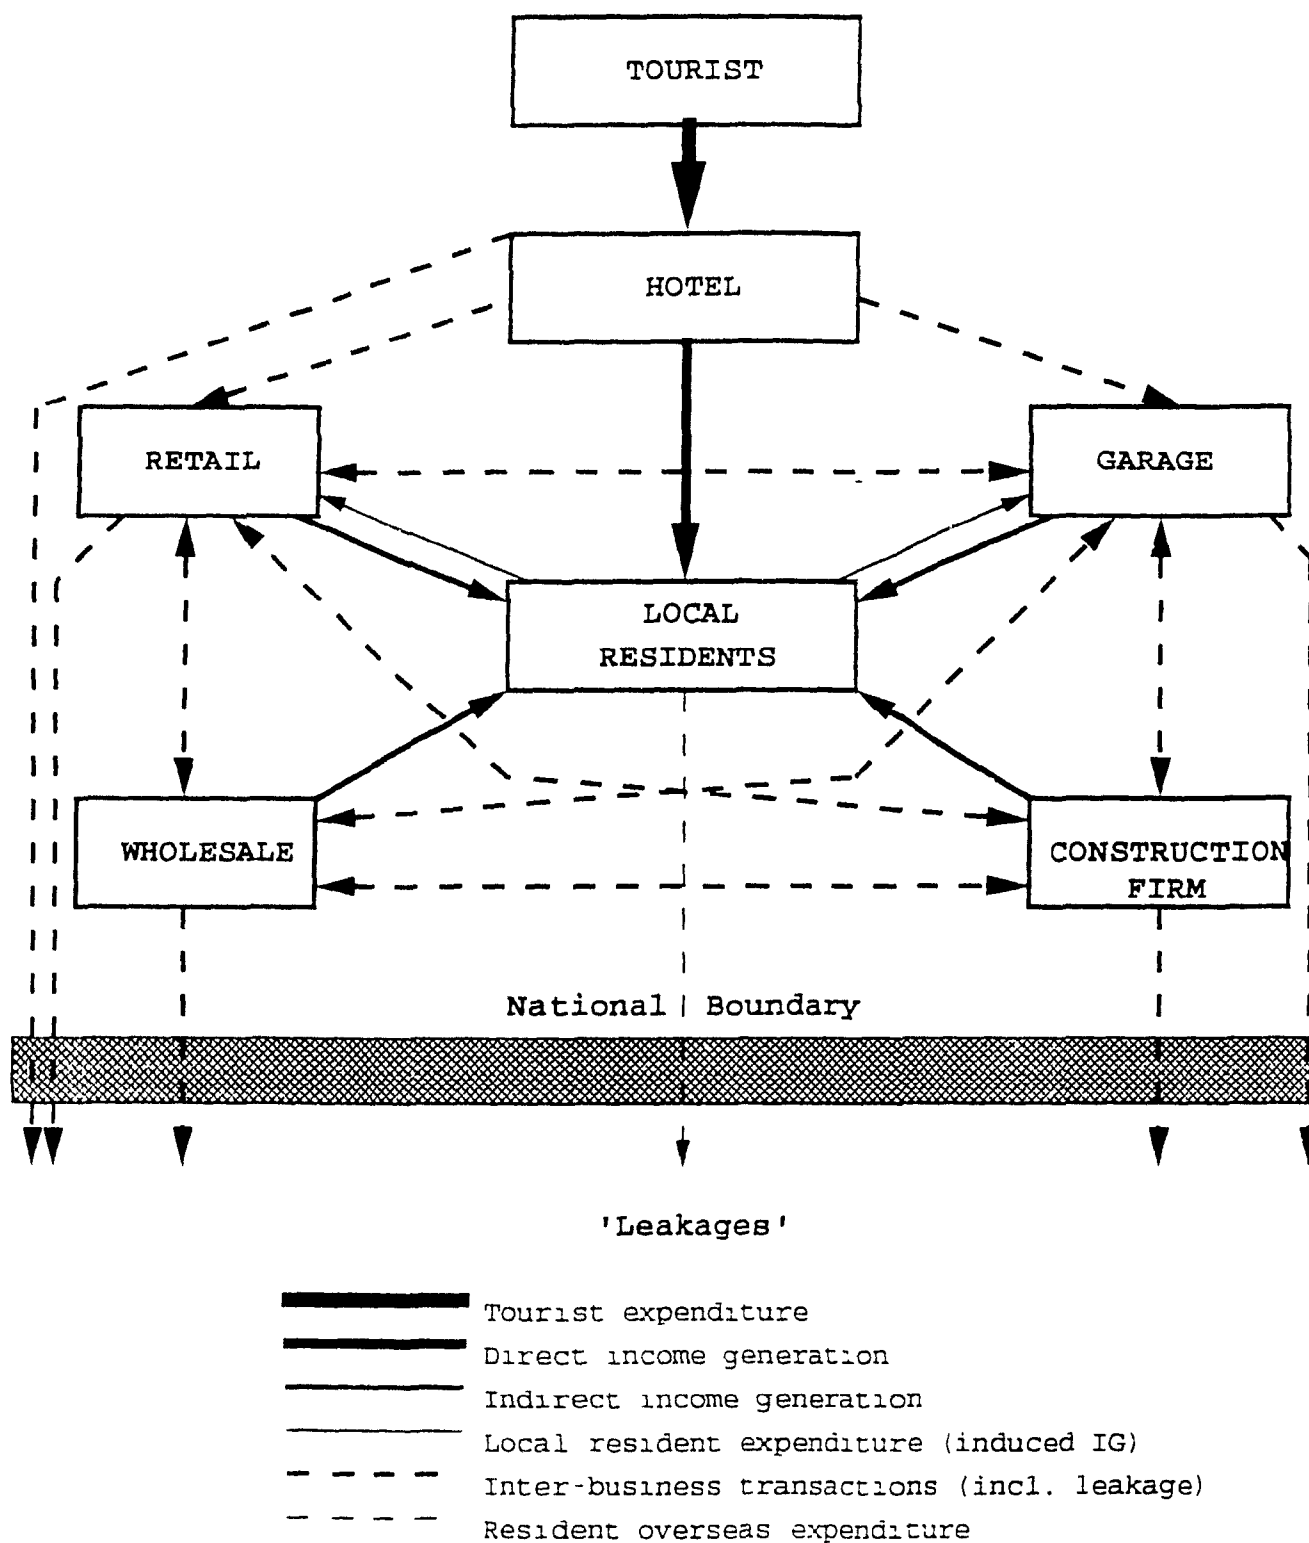 TOURIST
HOTEL
RETAIL
GARAGE
LOCAL
RESIDENTS
WHOLESALE
CONSTRUCTION
FIRM
National Boundary
'Leakages'
Tourist expenditure
Direct income generation
Indirect income generation
Local resident expenditure (induced IG)
Inter-business transactions (incl. leakage)
Resident overseas expenditure